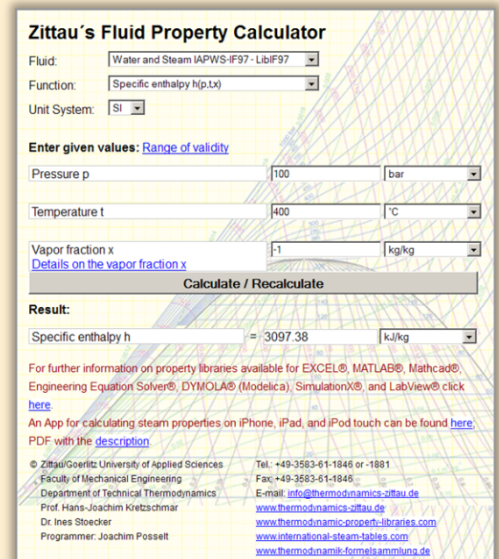 Zittau´s Fluid Property Calculator
Fluid: Water and Steam IAPWS-IF97 - LibIF97
Function: Specific enthalpy h(p,t,x)
Unit System: SI
Enter given values: Range of validity
Pressure p 100 bar
Temperature t 400 °C
Vapor fraction x -1 kg/kg
Details on the vapor fraction x
Calculate / Recalculate
Result:
Specific enthalpy h = 3097.38 kJ/kg
For further information on property libraries available for EXCEL®, MATLAB®, Mathcad®,
Engineering Equation Solver®, DYMOLA® (Modelica), SimulationX®, and LabView® click
here.
An App for calculating steam properties on iPhone, iPad, and iPod touch can be found here,
PDF with the description.
© Zittau/Goerlitz University of Applied Sciences Tel.: +49-3583-61-1846 or -1881
Faculty of Mechanical Engineering Fax: +49-3583-61-1846
Department of Technical Thermodynamics E-mail: info@thermodynamics-zittau.de
Prof. Hans-Joachim Kretzschmar www.thermodynamics-zittau.de
Dr. Ines Stoecker www.thermodynamic-property-libraries.com
Programmer: Joachim Posselt www.international-steam-tables.com
www.thermodynamik-formelsammlung.de